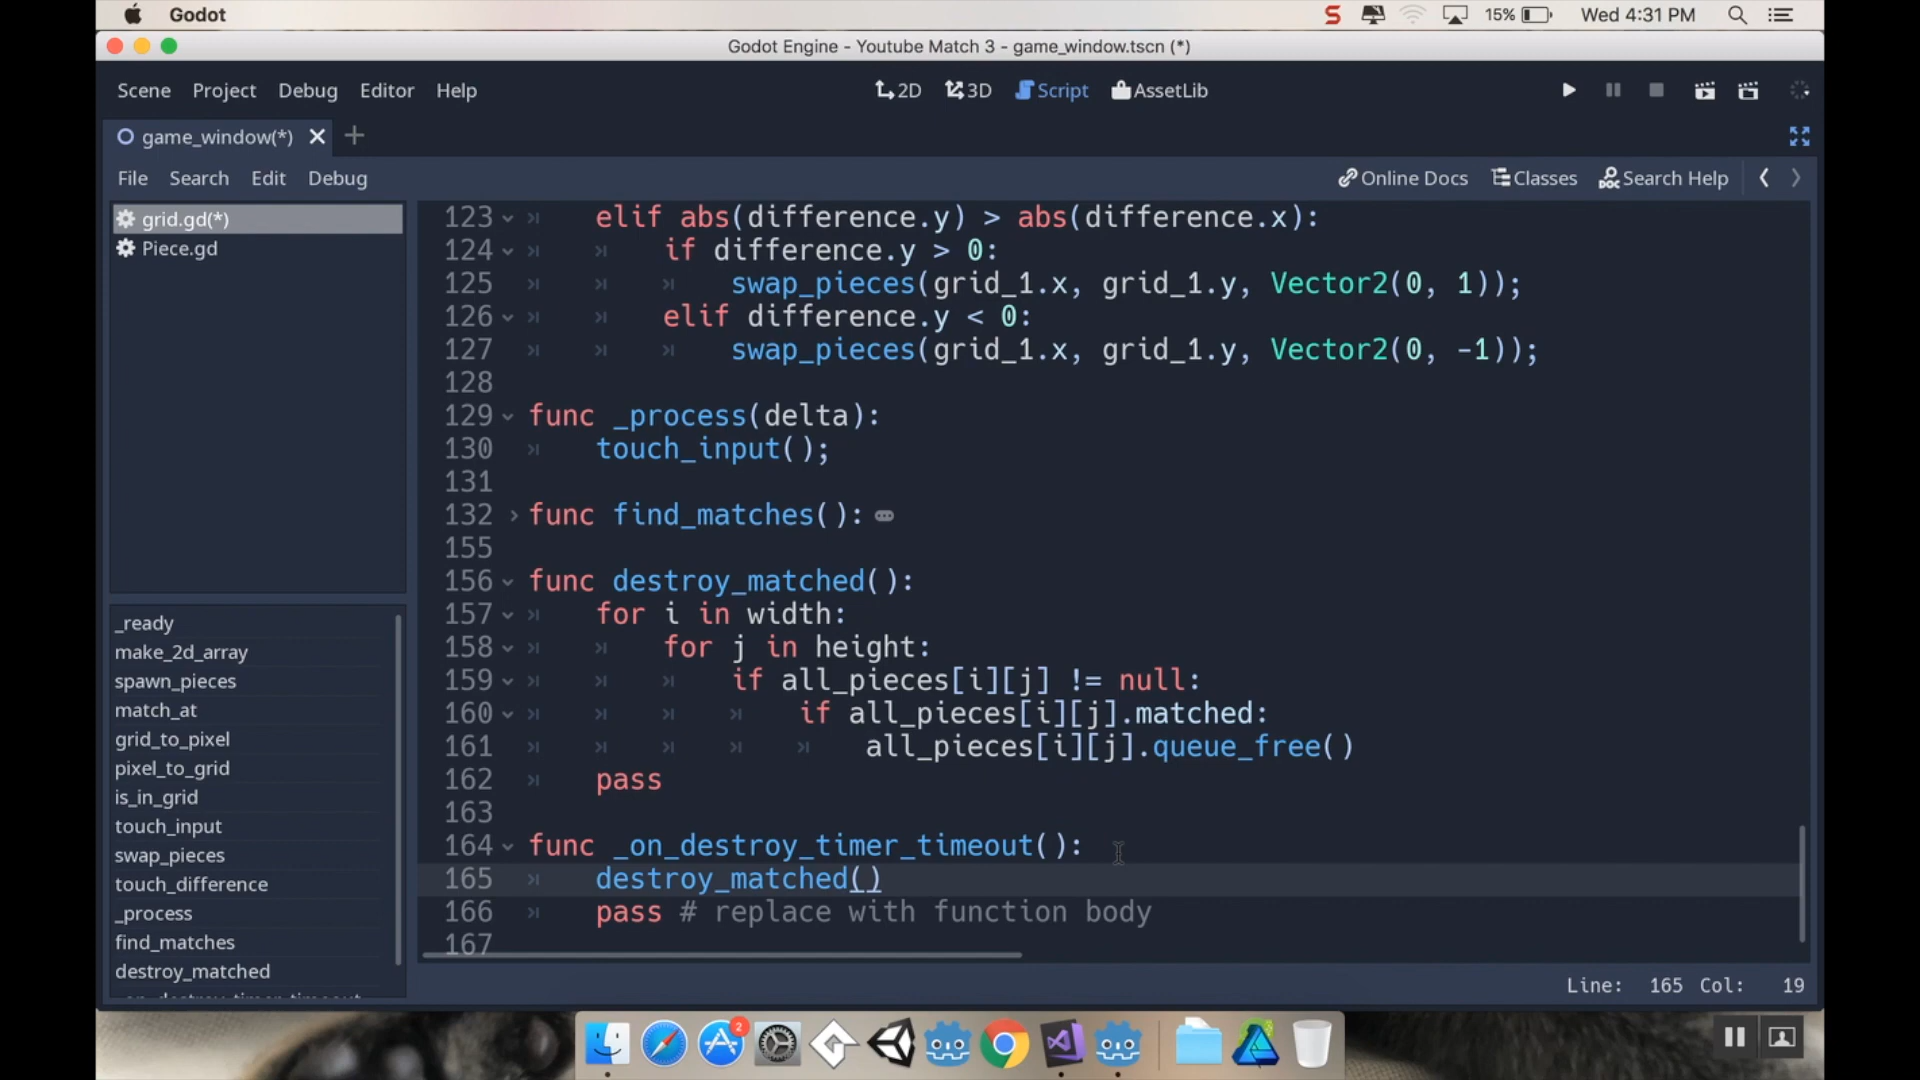 Godot
S
15%
Wed 4:31 PM
Godot Engine - Youtube Match 3 - game_window.tscn (*)
Scene Project Debug Editor Help
2D 3D Script AssetLib
game_window(*)
File Search Edit Debug
Online Docs Classes Search Help
grid.gd(*)
Piece.gd
_ready
make_2d_array
spawn_pieces
match_at
grid_to_pixel
pixel_to_grid
is_in_grid
touch_input
swap_pieces
touch_difference
_process
find_matches
destroy_matched
_on_destroy_timer_timeout
123 elif abs(difference.y) > abs(difference.x):
124 if difference.y > 0:
125 swap_pieces(grid_1.x, grid_1.y, Vector2(0, 1));
126 elif difference.y < 0:
127 swap_pieces(grid_1.x, grid_1.y, Vector2(0, -1));
128
129 func _process(delta):
130 touch_input();
131
132 func find_matches():
155
156 func destroy_matched():
157 for i in width:
158 for j in height:
159 if all_pieces[i][j] != null:
160 if all_pieces[i][j].matched:
161 all_pieces[i][j].queue_free()
162 pass
163
164 func _on_destroy_timer_timeout():
165 destroy_matched()
166 pass # replace with function body
167
Line: 165 Col: 19
2